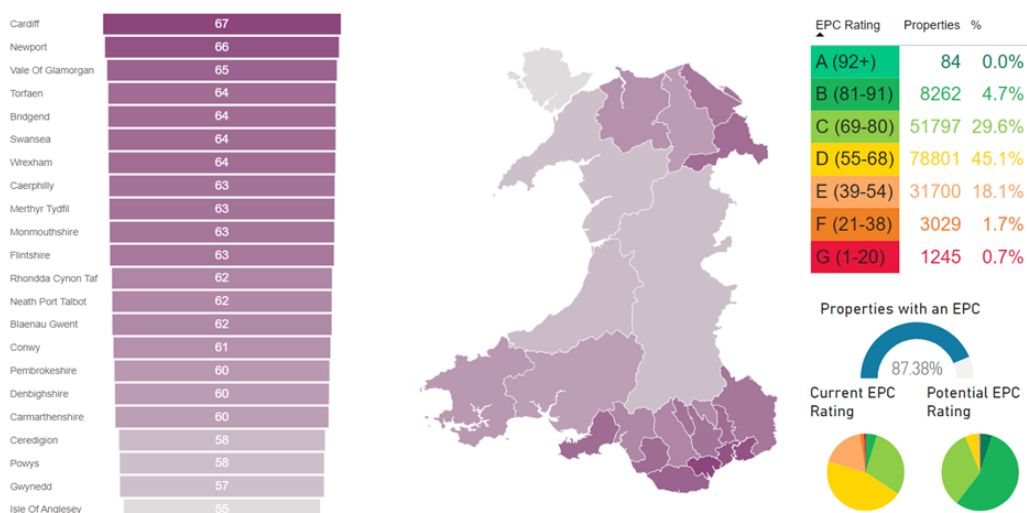 Cardiff 67
Newport 66
Vale Of Glamorgan 65
Torfaen 64
Bridgend 64
Swansea 64
Wrexham 64
Caerphilly 63
Merthyr Tydfil 63
Monmouthshire 63
Flintshire 63
Rhondda Cynon Taf 62
Neath Port Talbot 62
Blaenau Gwent 62
Conwy 61
Pembrokeshire 60
Denbighshire 60
Carmarthenshire 60
Ceredigion 58
Powys 58
Gwynedd 57
Isle Of Anglesey 55
EPC Rating Properties %
A (92+) 84 0.0%
B (81-91) 8262 4.7%
C (69-80) 51797 29.6%
D (55-68) 78801 45.1%
E (39-54) 31700 18.1%
F (21-38) 3029 1.7%
G (1-20) 1245 0.7%
Properties with an EPC
87.38%
Current EPC
Rating
Potential EPC
Rating